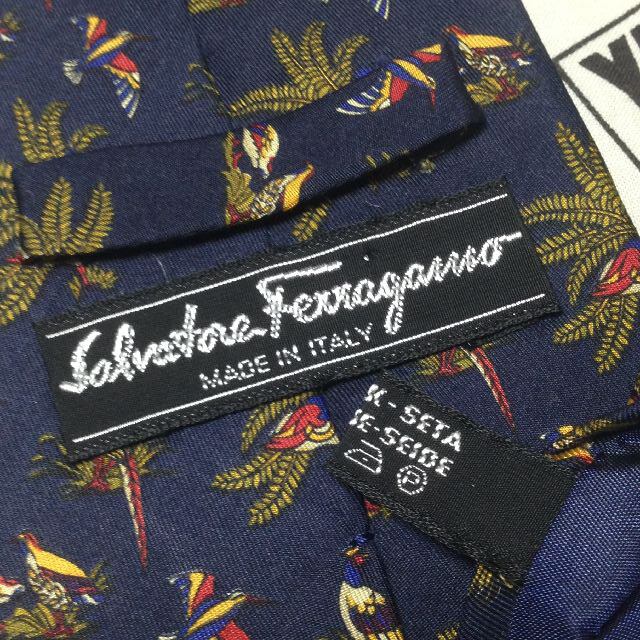 Salvatore Ferragamo
MADE IN ITALY
- SETA
- SEIDE
P